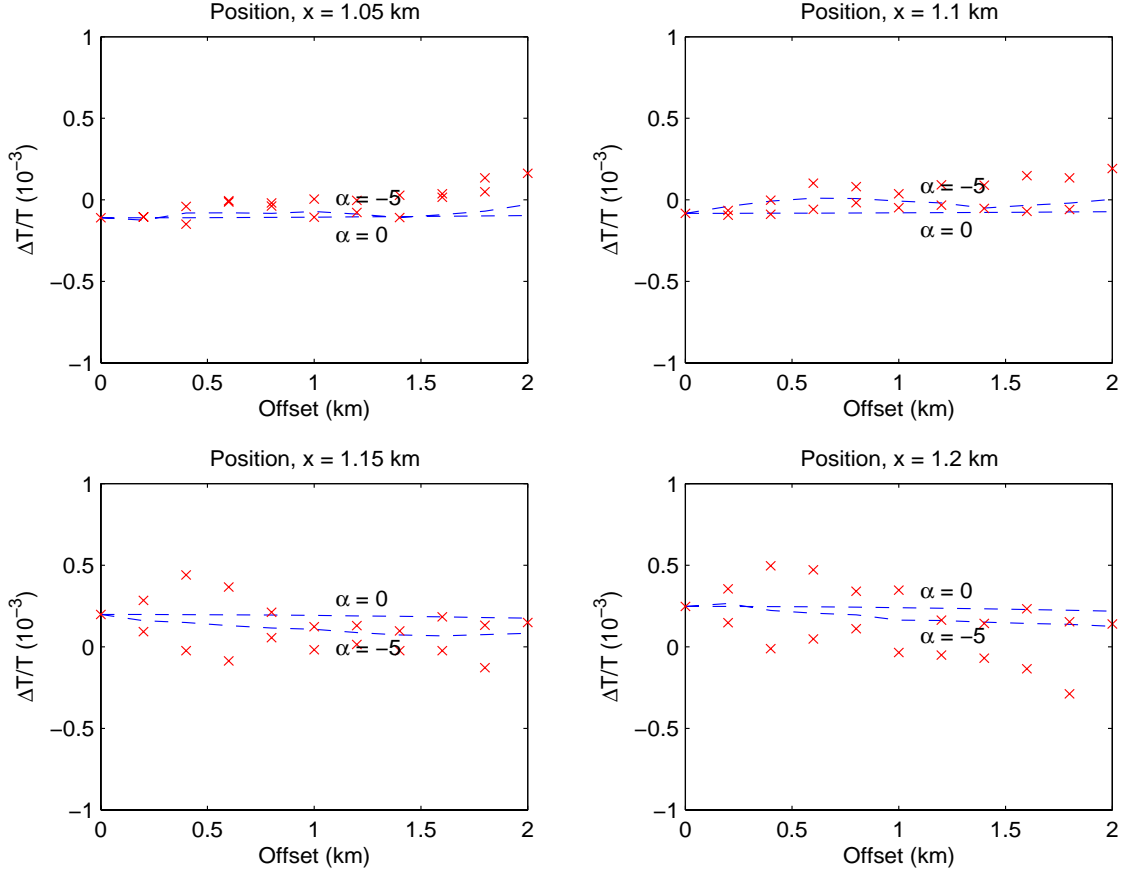 Position, x = 1.05 km
1
0.5
0
−0.5
−1
ΔT/T (10⁻³)
α = −5
α = 0
0
0.5
1
1.5
2
Offset (km)
Position, x = 1.1 km
1
0.5
0
−0.5
−1
ΔT/T (10⁻³)
α = −5
α = 0
0
0.5
1
1.5
2
Offset (km)
Position, x = 1.15 km
1
0.5
0
−0.5
−1
ΔT/T (10⁻³)
α = 0
α = −5
0
0.5
1
1.5
2
Offset (km)
Position, x = 1.2 km
1
0.5
0
−0.5
−1
ΔT/T (10⁻³)
α = 0
α = −5
0
0.5
1
1.5
2
Offset (km)